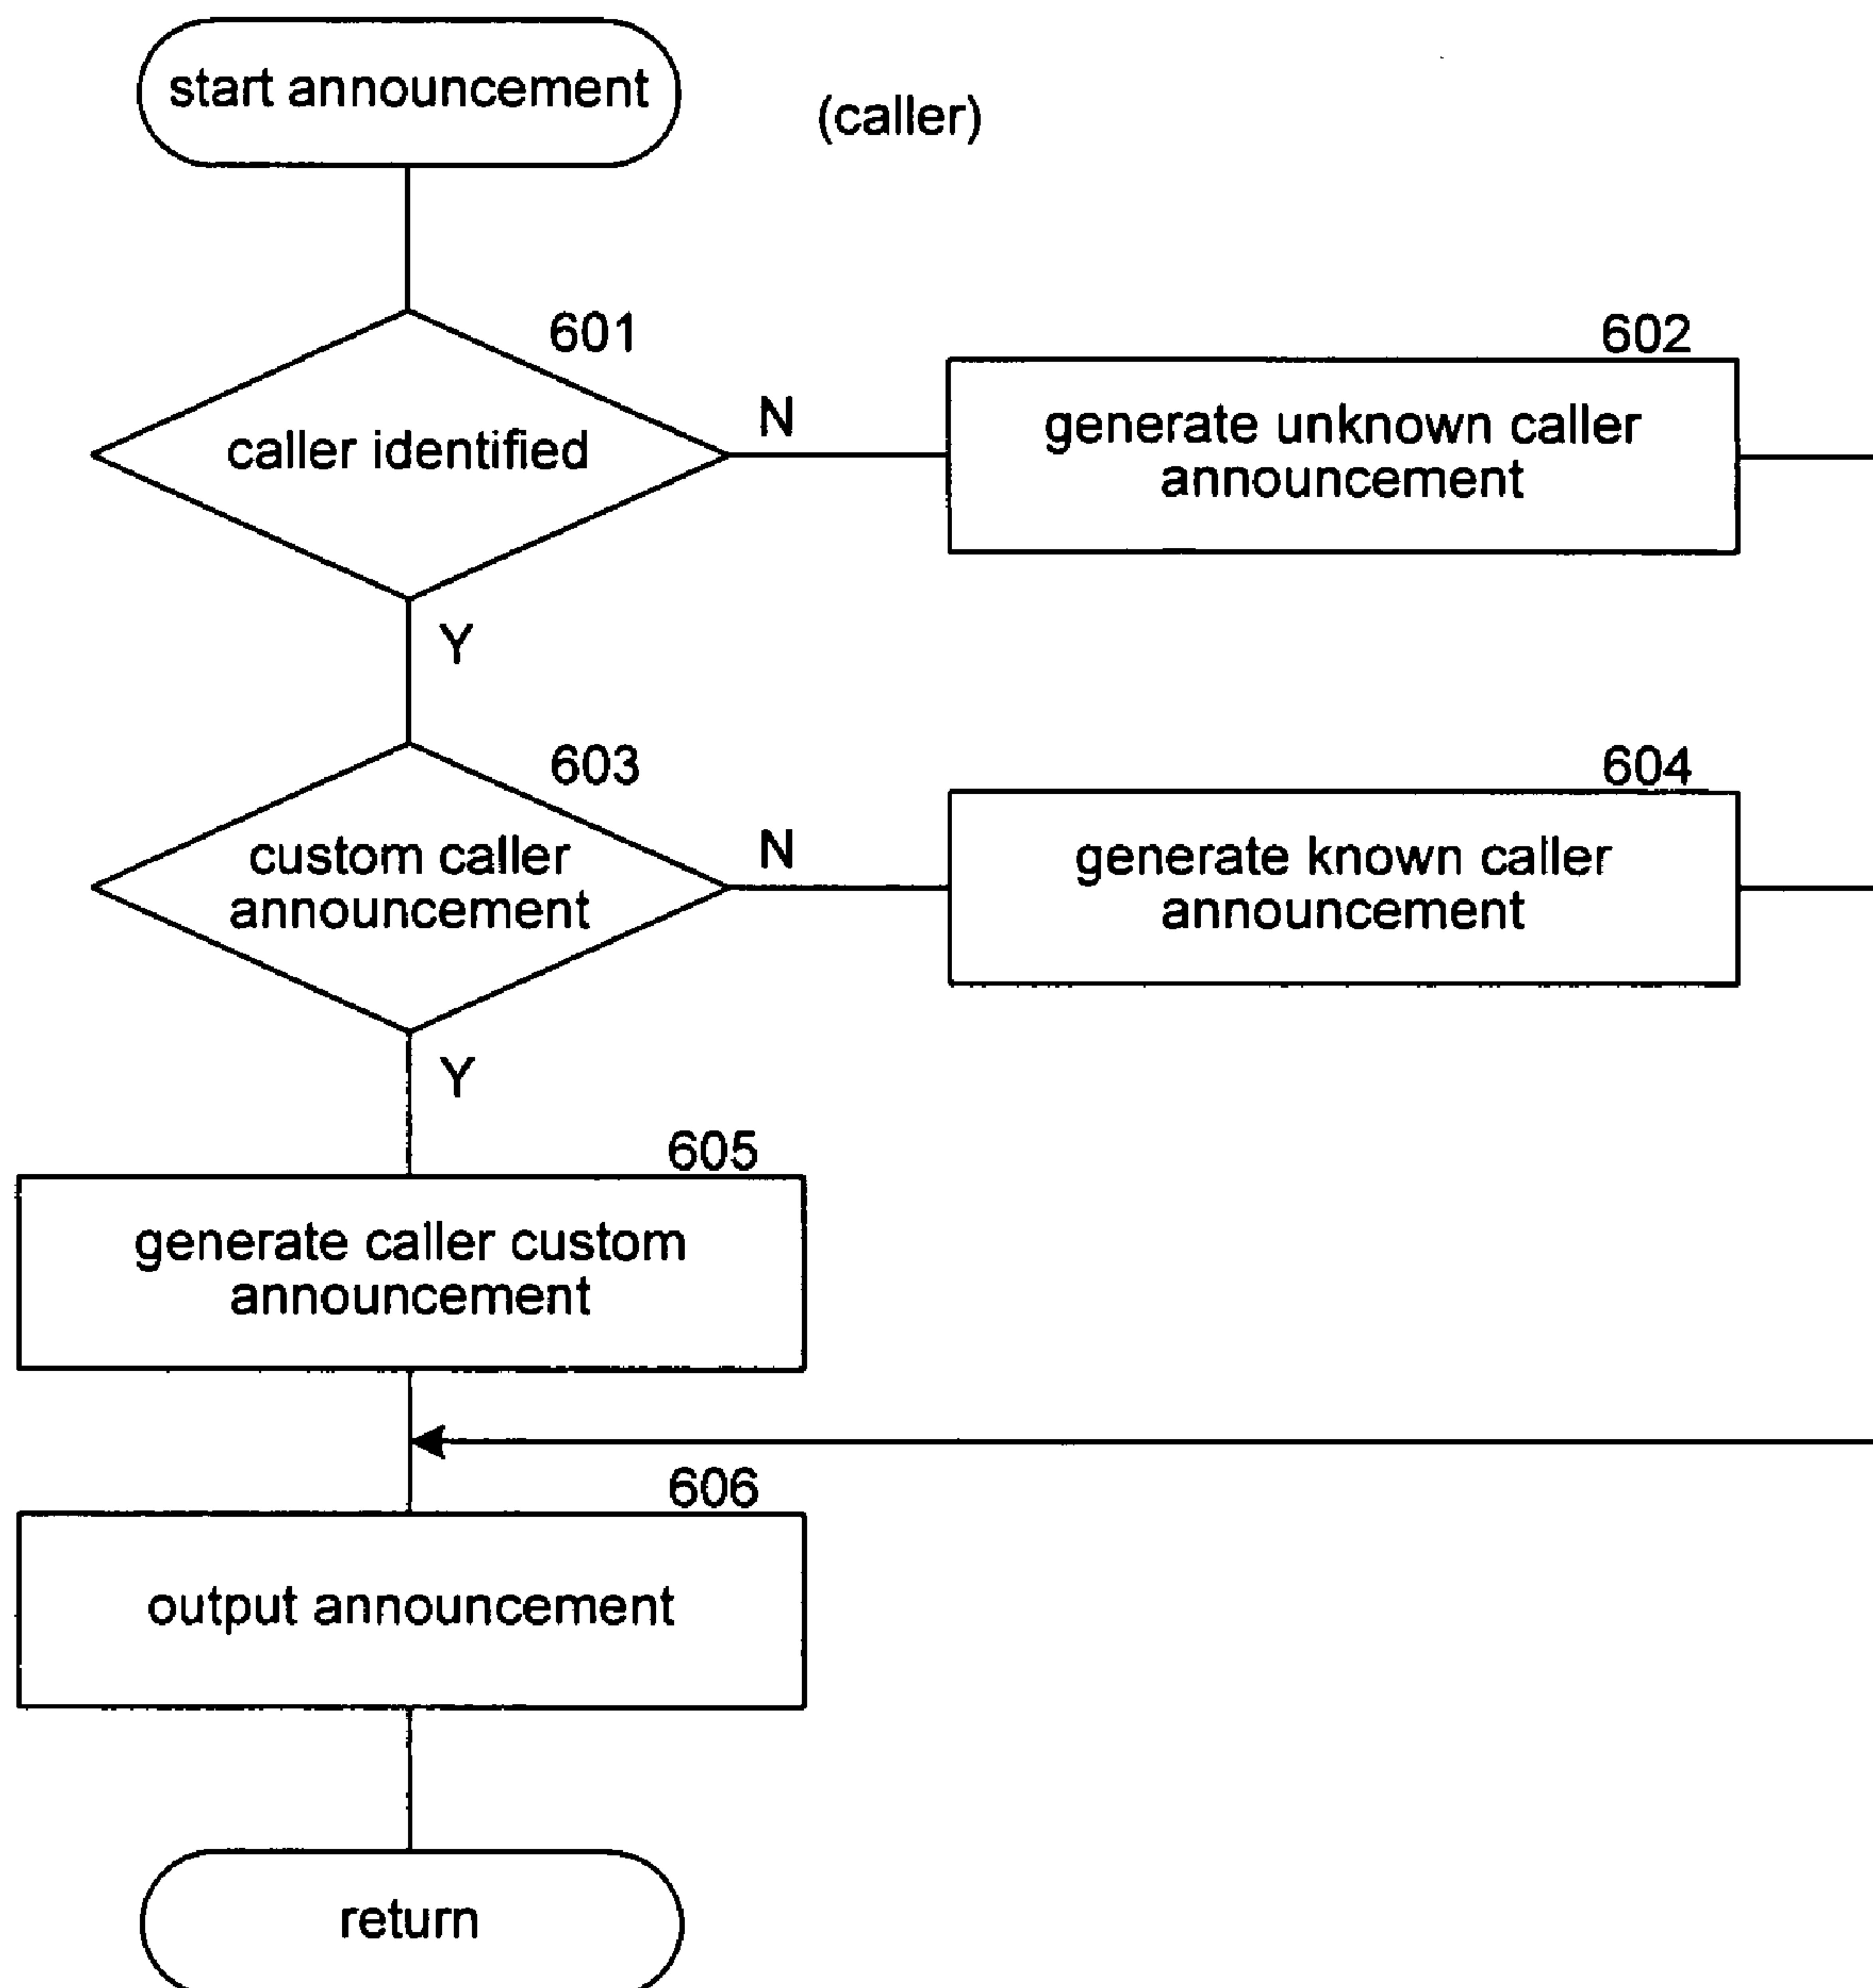 start announcement
(caller)
601
caller identified
N
602
generate unknown caller
announcement
Y
603
custom caller
announcement
N
604
generate known caller
announcement
Y
605
generate caller custom
announcement
606
output announcement
return